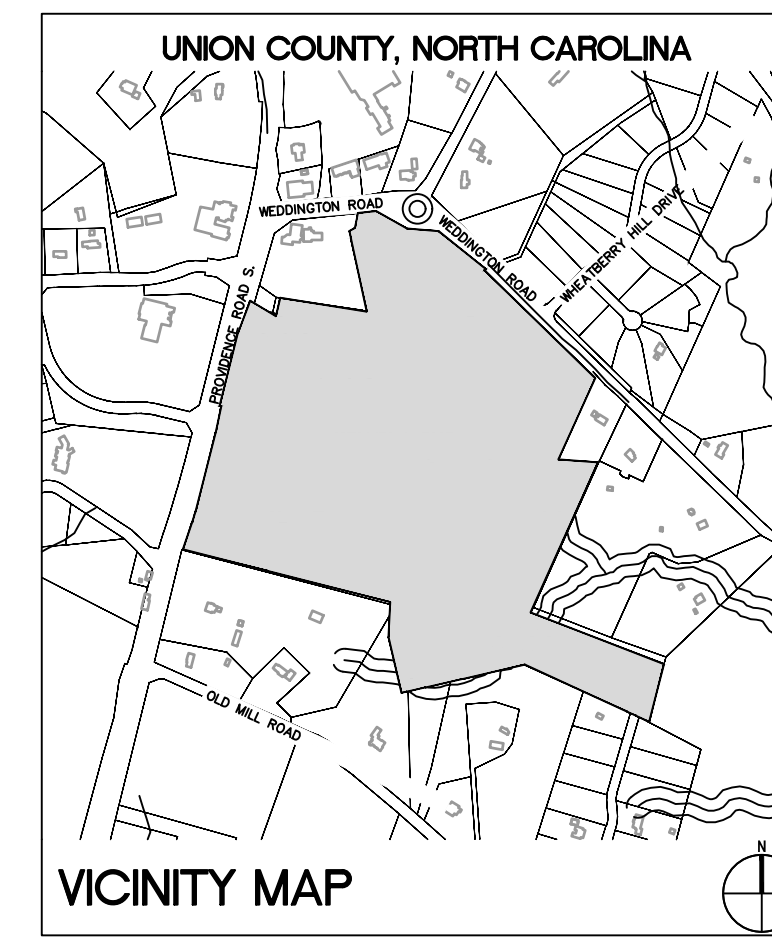 UNION COUNTY, NORTH CAROLINA
WEDDINGTON ROAD
WEDDINGTON ROAD
WHEATBERRY HILL DRIVE
PROVIDENCE ROAD S.
OLD MILL ROAD
VICINITY MAP
N